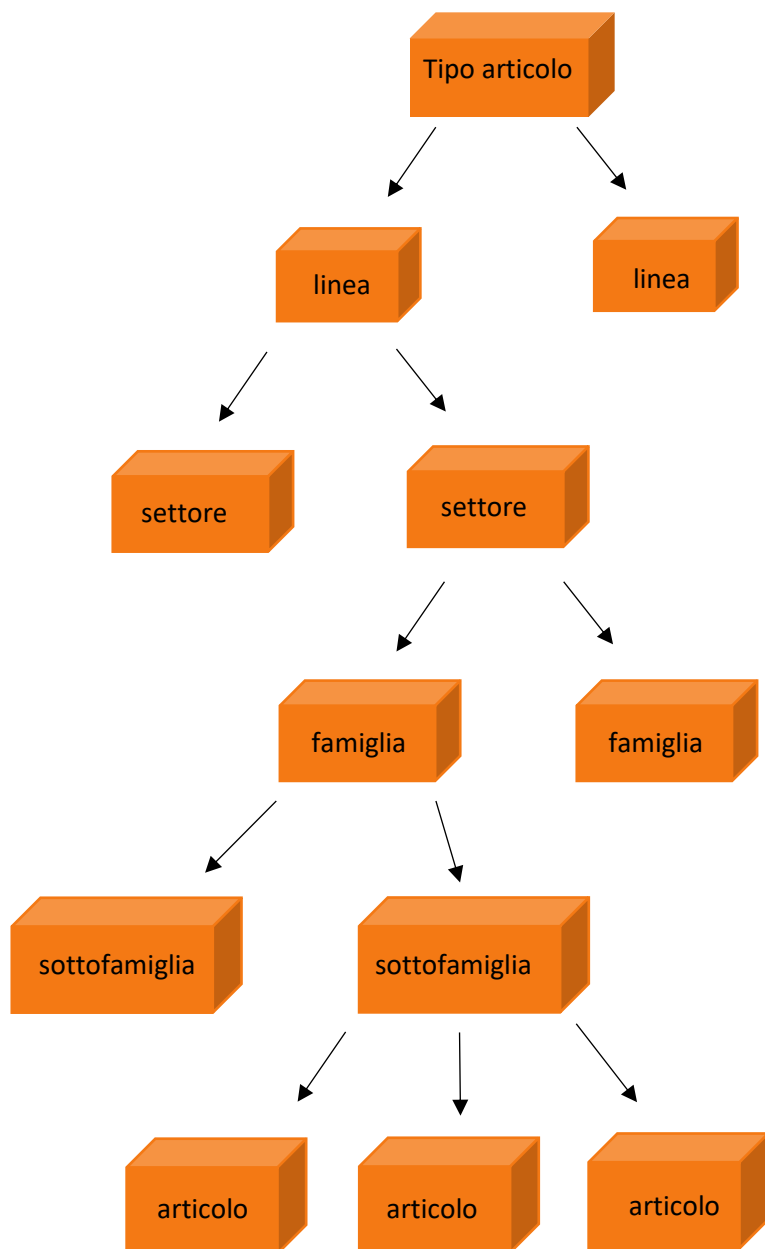 Tipo articolo
linea
linea
settore
settore
famiglia
famiglia
sottofamiglia
sottofamiglia
articolo
articolo
articolo